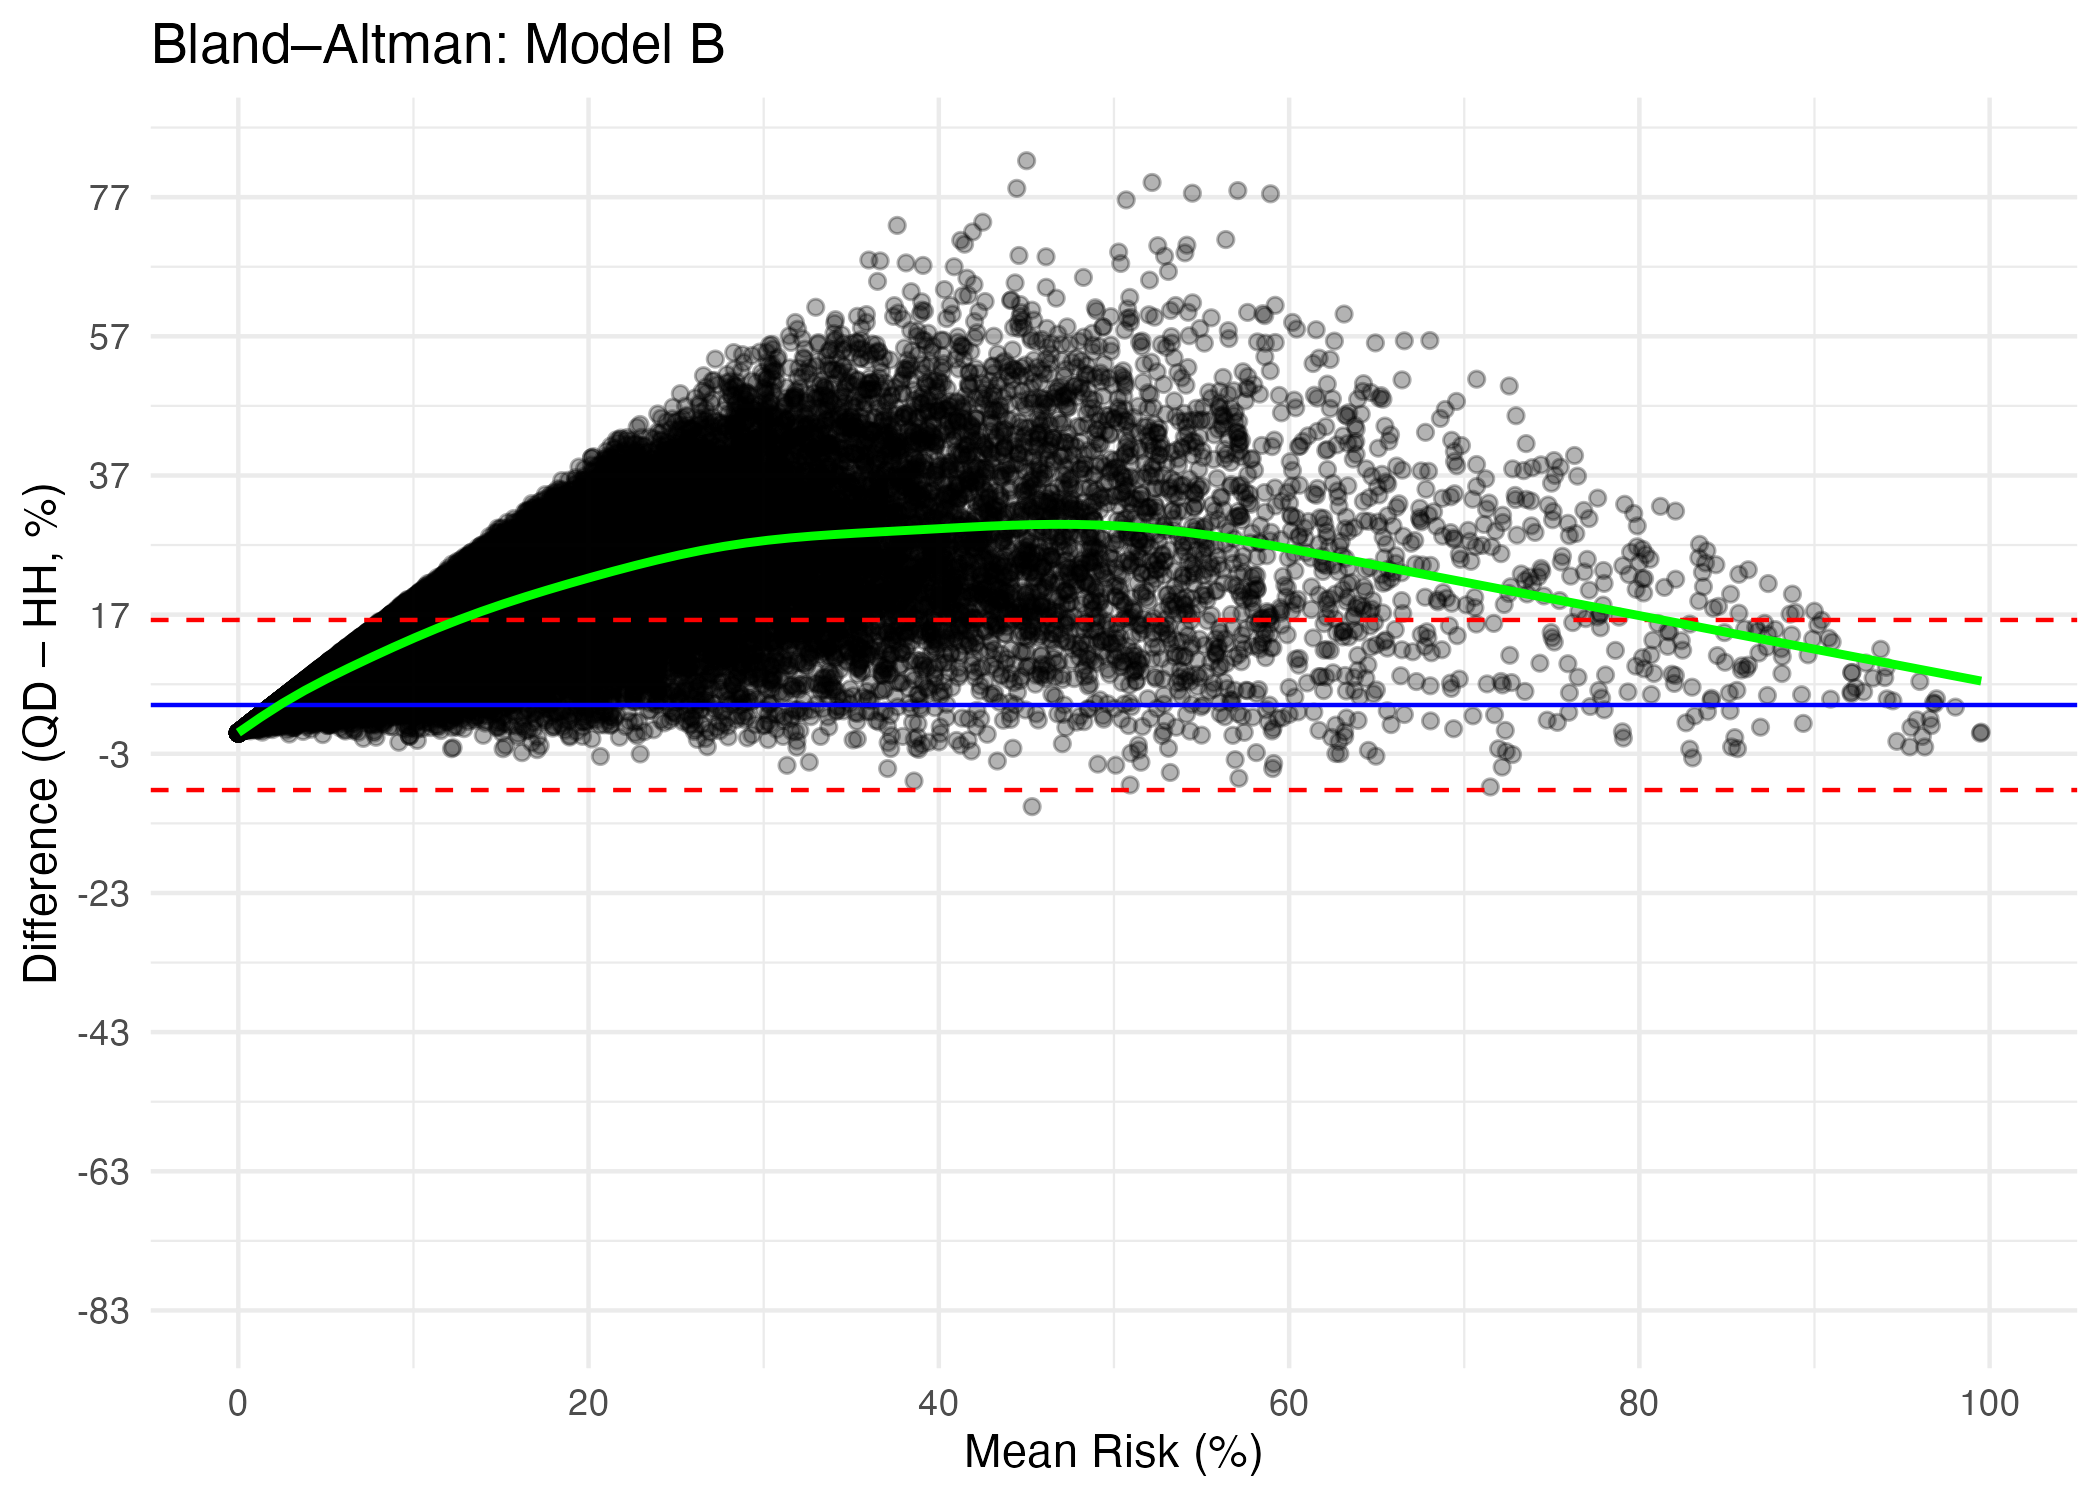 Bland–Altman: Model B
Difference (QD – HH, %)
77
57
37
17
-3
-23
-43
-63
-83
0 20 40 60 80 100
Mean Risk (%)